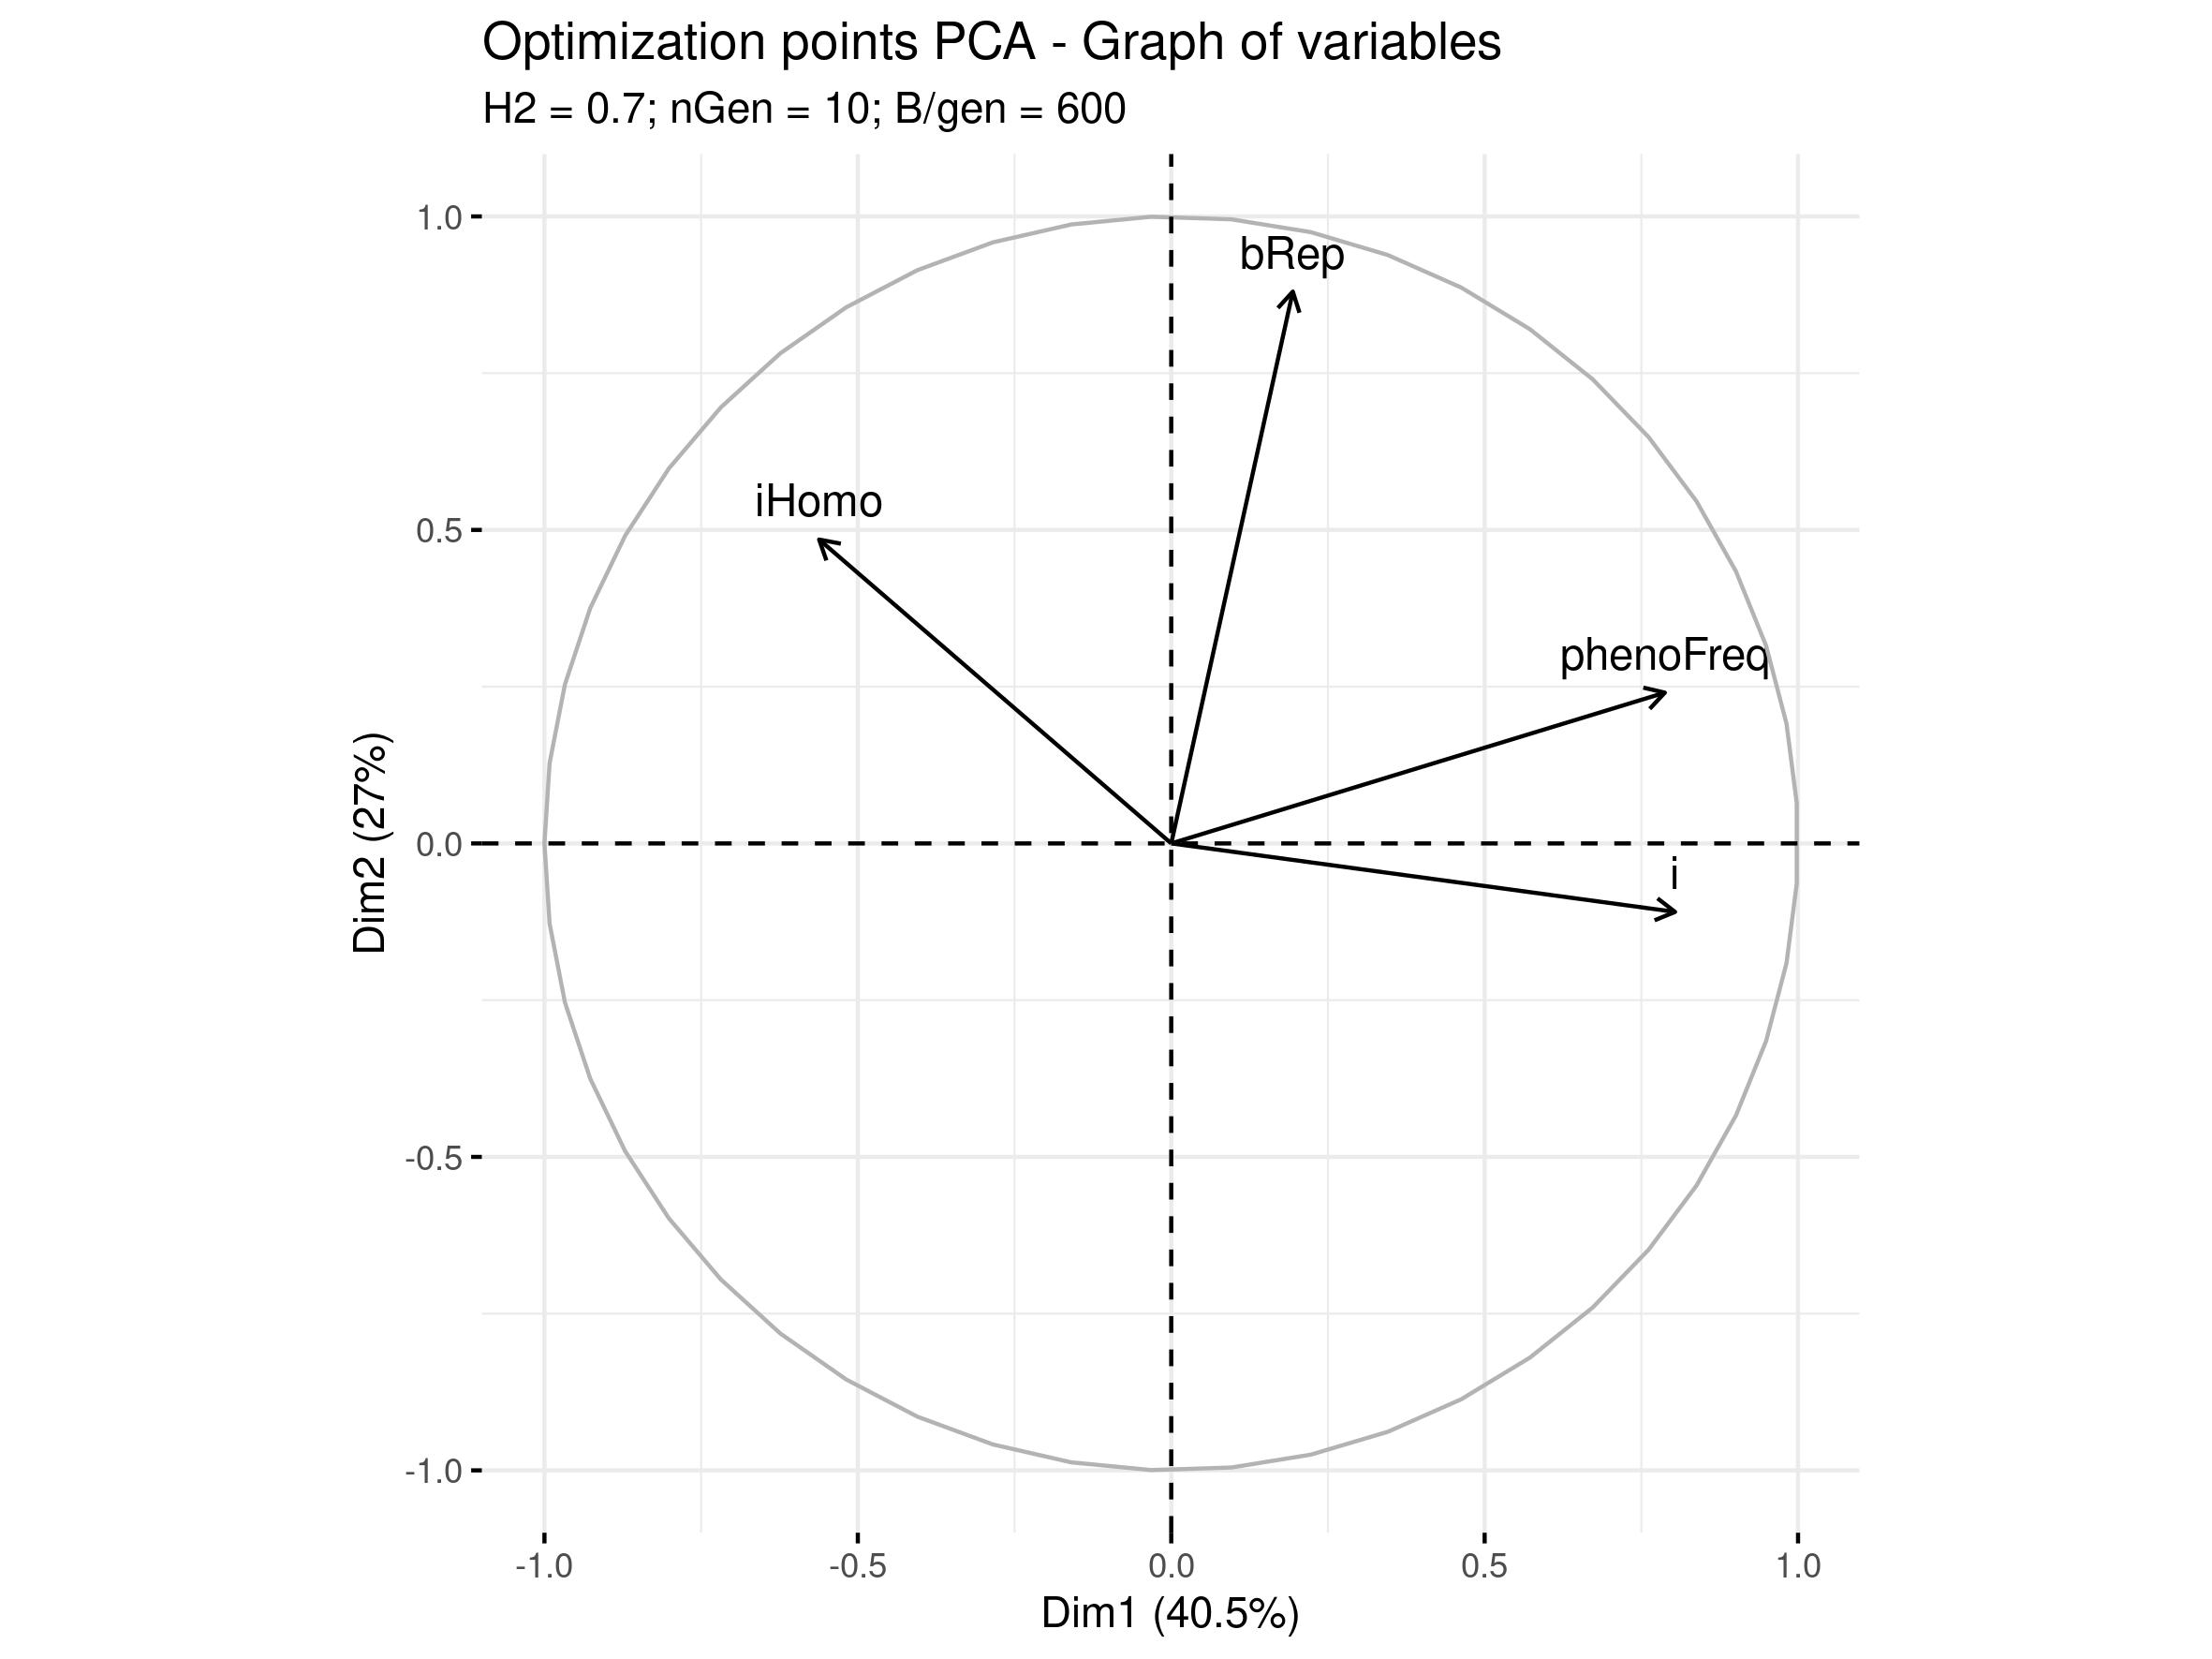 Optimization points PCA - Graph of variables
H2 = 0.7; nGen = 10; B/gen = 600
1.0
0.5
0.0
-0.5
-1.0
Dim2 (27%)
bRep
iHomo
phenoFreq
i
-1.0
-0.5
0.0
0.5
1.0
Dim1 (40.5%)